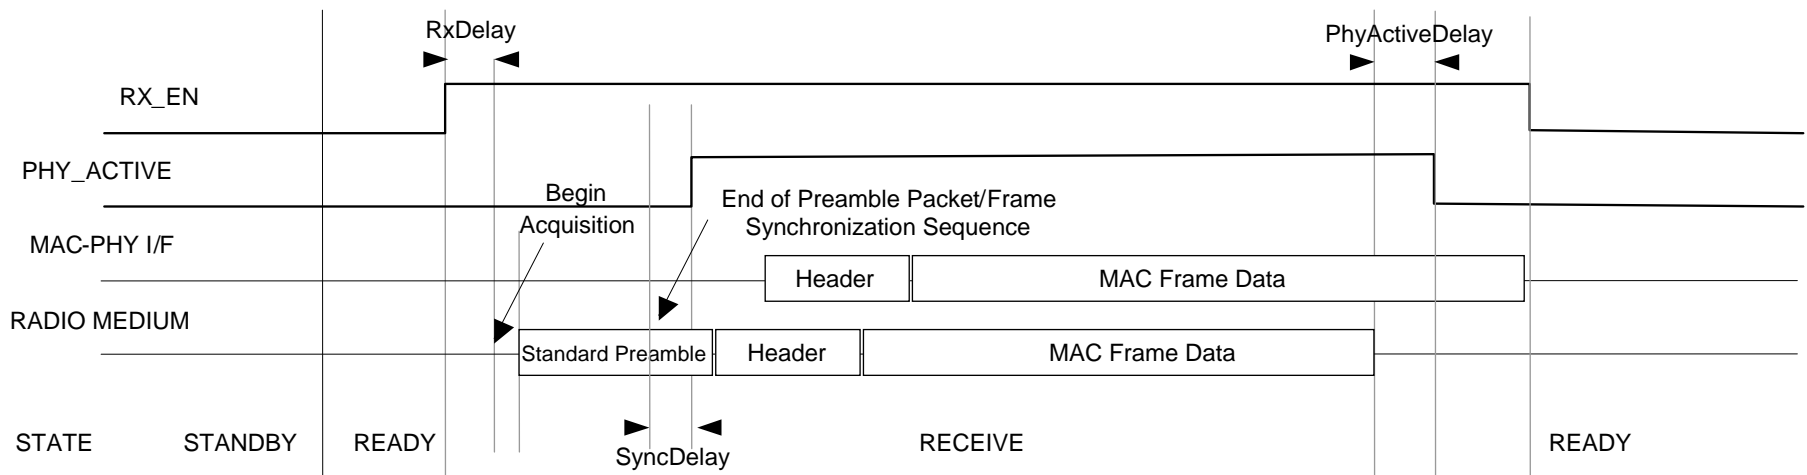 RxDelay
PhyActiveDelay
RX_EN
PHY_ACTIVE
Begin
Acquisition
End of Preamble Packet/Frame
Synchronization Sequence
MAC-PHY I/F
Header
MAC Frame Data
RADIO MEDIUM
Standard Preamble
Header
MAC Frame Data
STATE
STANDBY
READY
RECEIVE
READY
SyncDelay